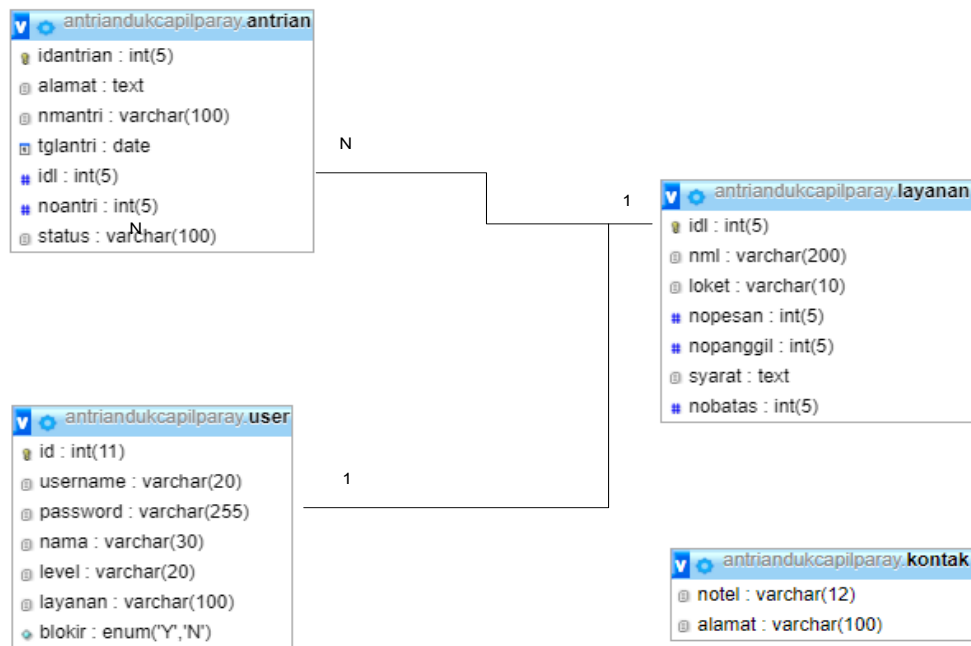 antriandukcapilparay.antrian
idantrian : int(5)
alamat : text
nmantri : varchar(100)
tglantri : date
idl : int(5)
noantri : int(5)
status : varchar(100)
N
N
1
antriandukcapilparay.layanan
idl : int(5)
nml : varchar(200)
loket : varchar(10)
nopesan : int(5)
nopanggil : int(5)
syarat : text
nobatas : int(5)
antriandukcapilparay.user
id : int(11)
username : varchar(20)
password : varchar(255)
nama : varchar(30)
level : varchar(20)
layanan : varchar(100)
blokir : enum('Y','N')
1
antriandukcapilparay.kontak
notel : varchar(12)
alamat : varchar(100)